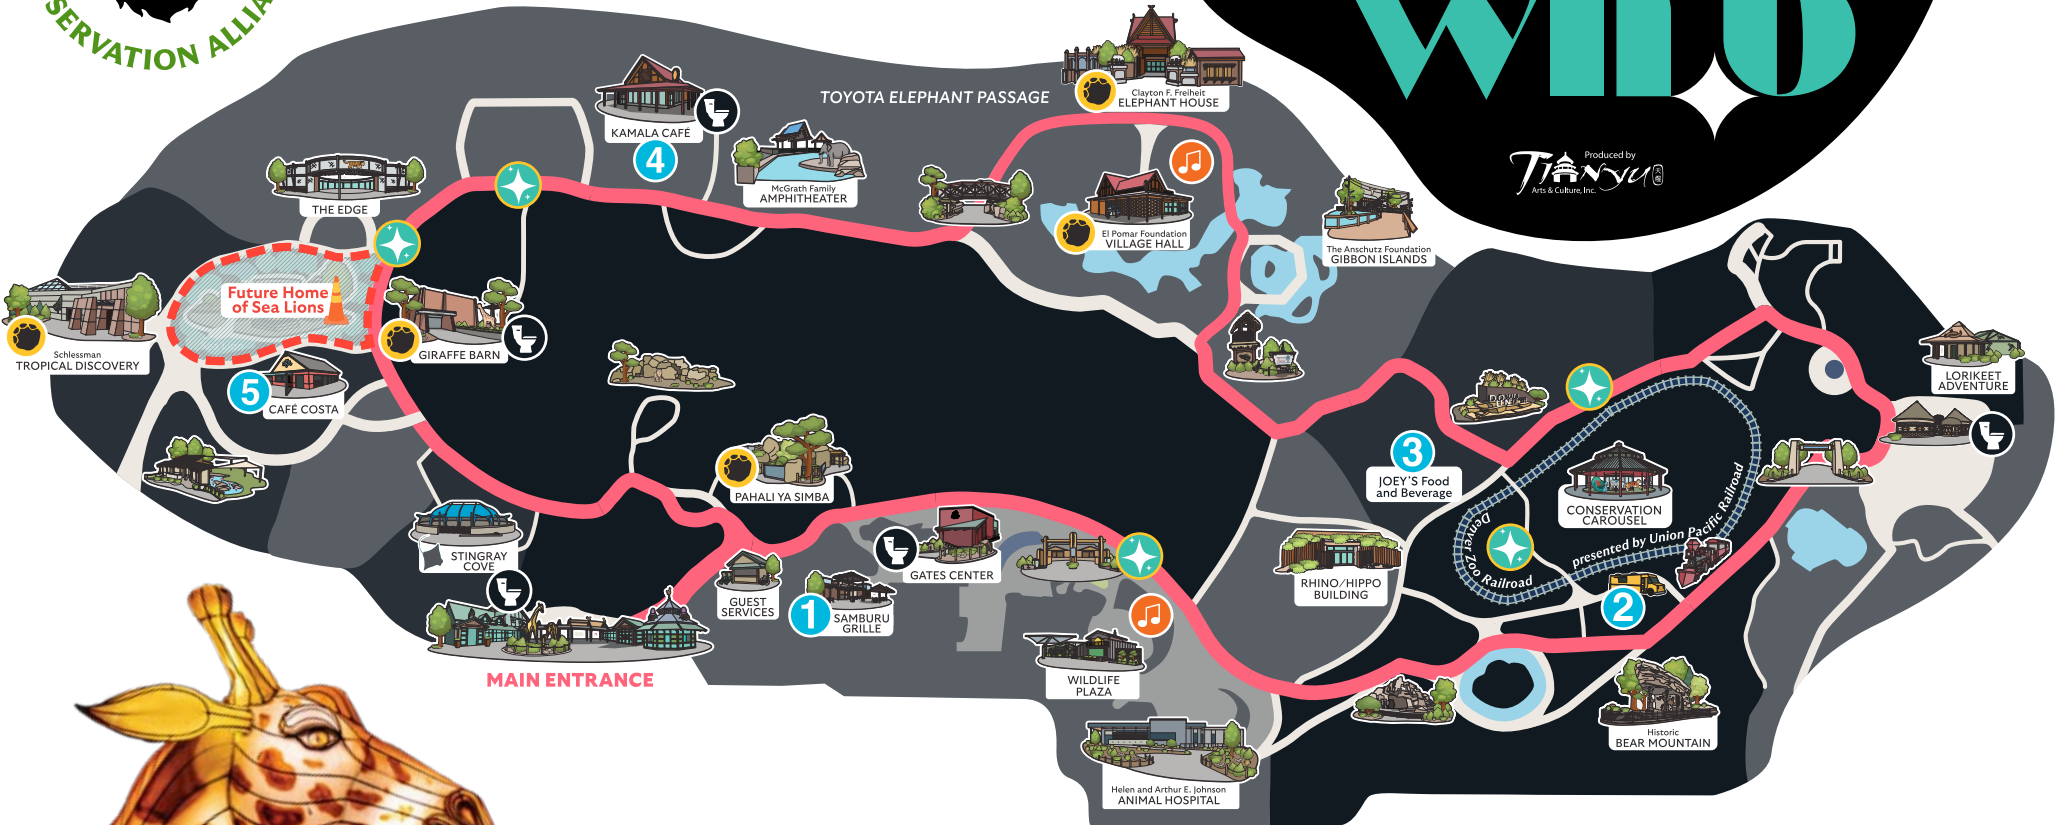 SERVATION ALLIA
WILD
Produced by
TIANYU
Arts & Culture, Inc.
KAMALA CAFÉ
4
TOYOTA ELEPHANT PASSAGE
Clayton F. Freiheit
ELEPHANT HOUSE
McGrath Family
AMPHITHEATER
THE EDGE
El Pomar Foundation
VILLAGE HALL
The Anschutz Foundation
GIBBON ISLANDS
Future Home
of Sea Lions
Schlessman
TROPICAL DISCOVERY
GIRAFFE BARN
5
CAFÉ COSTA
LORIKEET
ADVENTURE
3
JOEY'S Food
and Beverage
PAHALI YA SIMBA
CONSERVATION
CAROUSEL
Denver Zoo Railroad
presented by Union Pacific Railroad
STINGRAY
COVE
GATES CENTER
GUEST
SERVICES
1
SAMBURU
GRILLE
RHINO/HIPPO
BUILDING
2
MAIN ENTRANCE
WILDLIFE
PLAZA
Historic
BEAR MOUNTAIN
Helen and Arthur E. Johnson
ANIMAL HOSPITAL